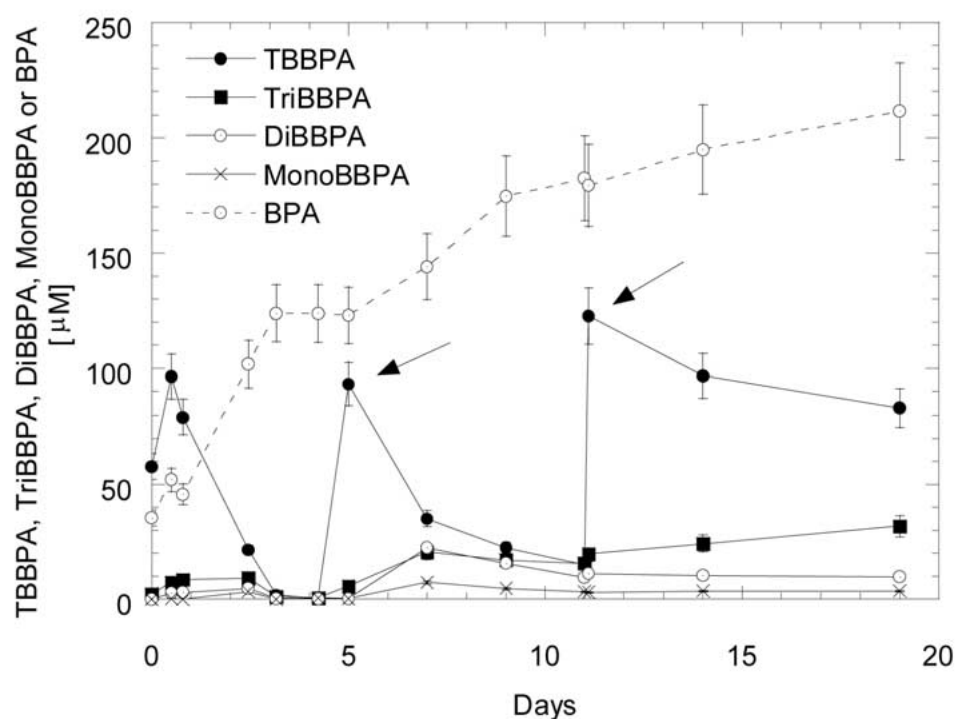 TBBPA, TriBBPA, DiBBPA, MonoBBPA or BPA
[μM]
250
200
150
100
50
0
TBBPA
TriBBPA
DiBBPA
MonoBBPA
BPA
0
5
10
15
20
Days